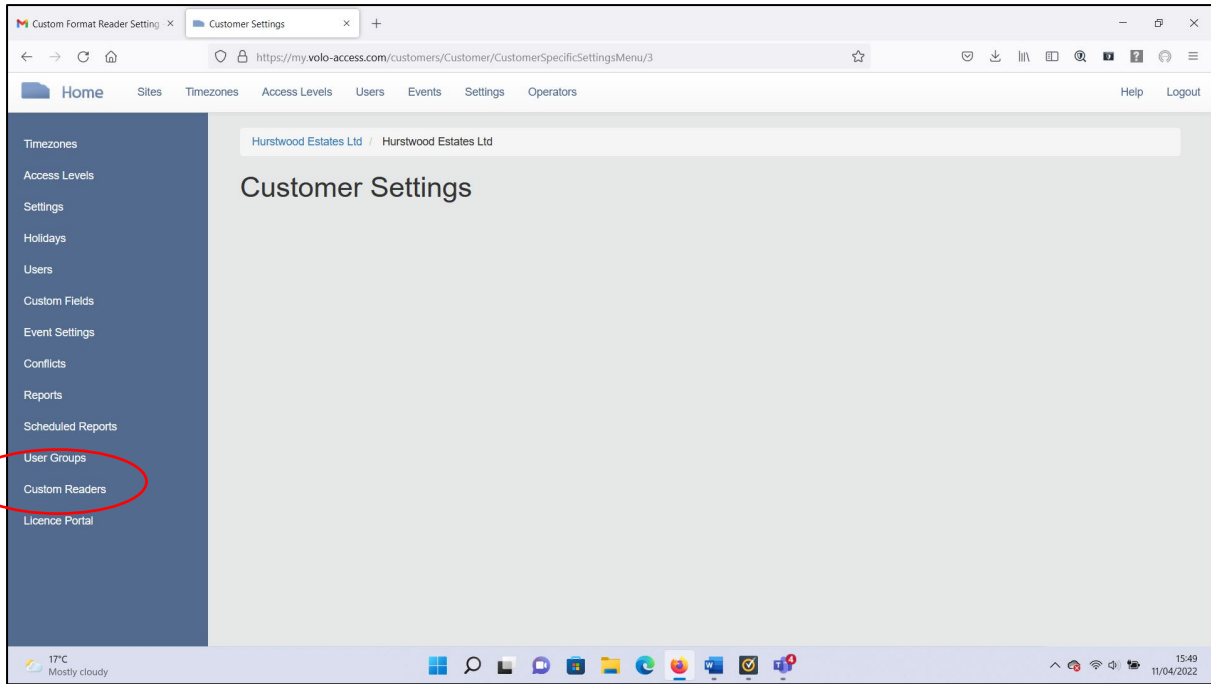 Custom Format Reader Setting
Customer Settings
https://my.volo-access.com/customers/Customer/CustomerSpecificSettingsMenu/3
Home Sites Timezones Access Levels Users Events Settings Operators Help Logout
Hurstwood Estates Ltd / Hurstwood Estates Ltd
Customer Settings
Timezones
Access Levels
Settings
Holidays
Users
Custom Fields
Event Settings
Conflicts
Reports
Scheduled Reports
User Groups
Custom Readers
Licence Portal
17°C
Mostly cloudy
4
15:49
11/04/2022